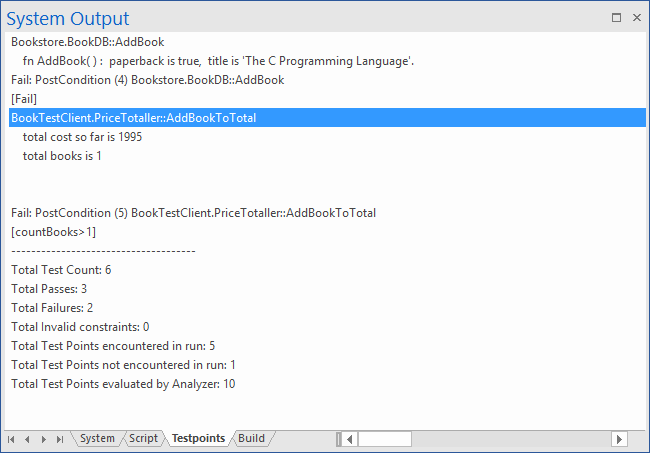 System Output
Bookstore.BookDB::AddBook
fn AddBook( ) :  paperback is true,  title is 'The C Programming Language'.
Fail: PostCondition (4) Bookstore.BookDB::AddBook
[Fail]
BookTestClient.PriceTotaller::AddBookToTotal
total cost so far is 1995
total books is 1
Fail: PostCondition (5) BookTestClient.PriceTotaller::AddBookToTotal
[countBooks>1]
-------------------------------------
Total Test Count: 6
Total Passes: 3
Total Failures: 2
Total Invalid constraints: 0
Total Test Points encountered in run: 5
Total Test Points not encountered in run: 1
Total Test Points evaluated by Analyzer: 10
System Script Testpoints Build